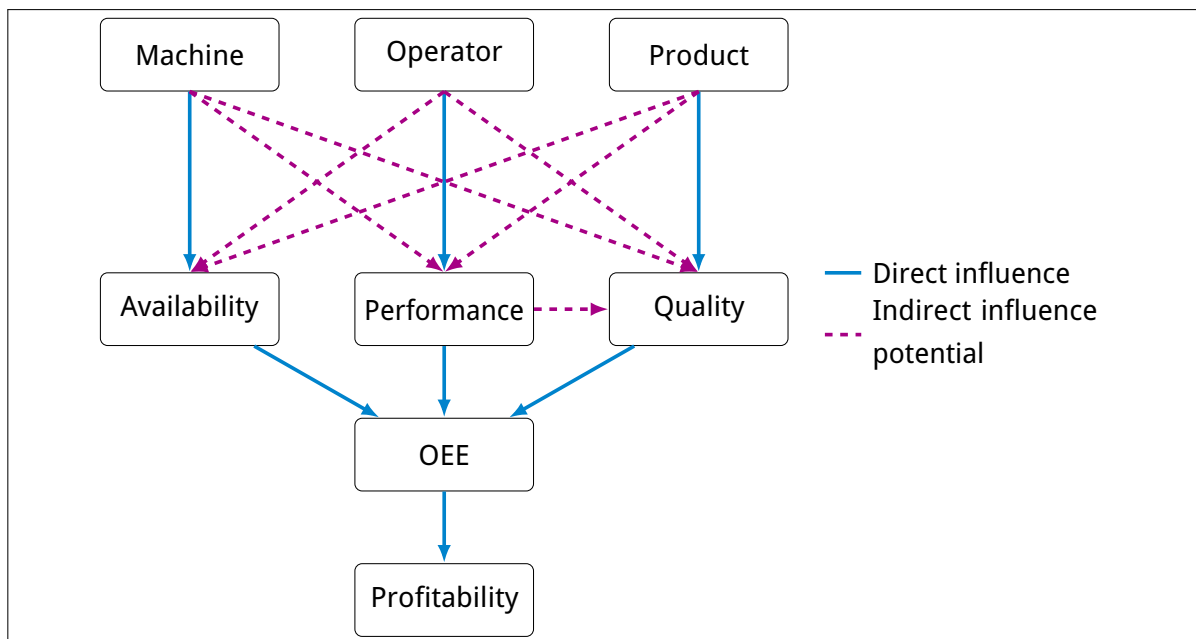 Machine
Operator
Product
Availability
Performance
Quality
Direct influence
Indirect influence
potential
OEE
Profitability